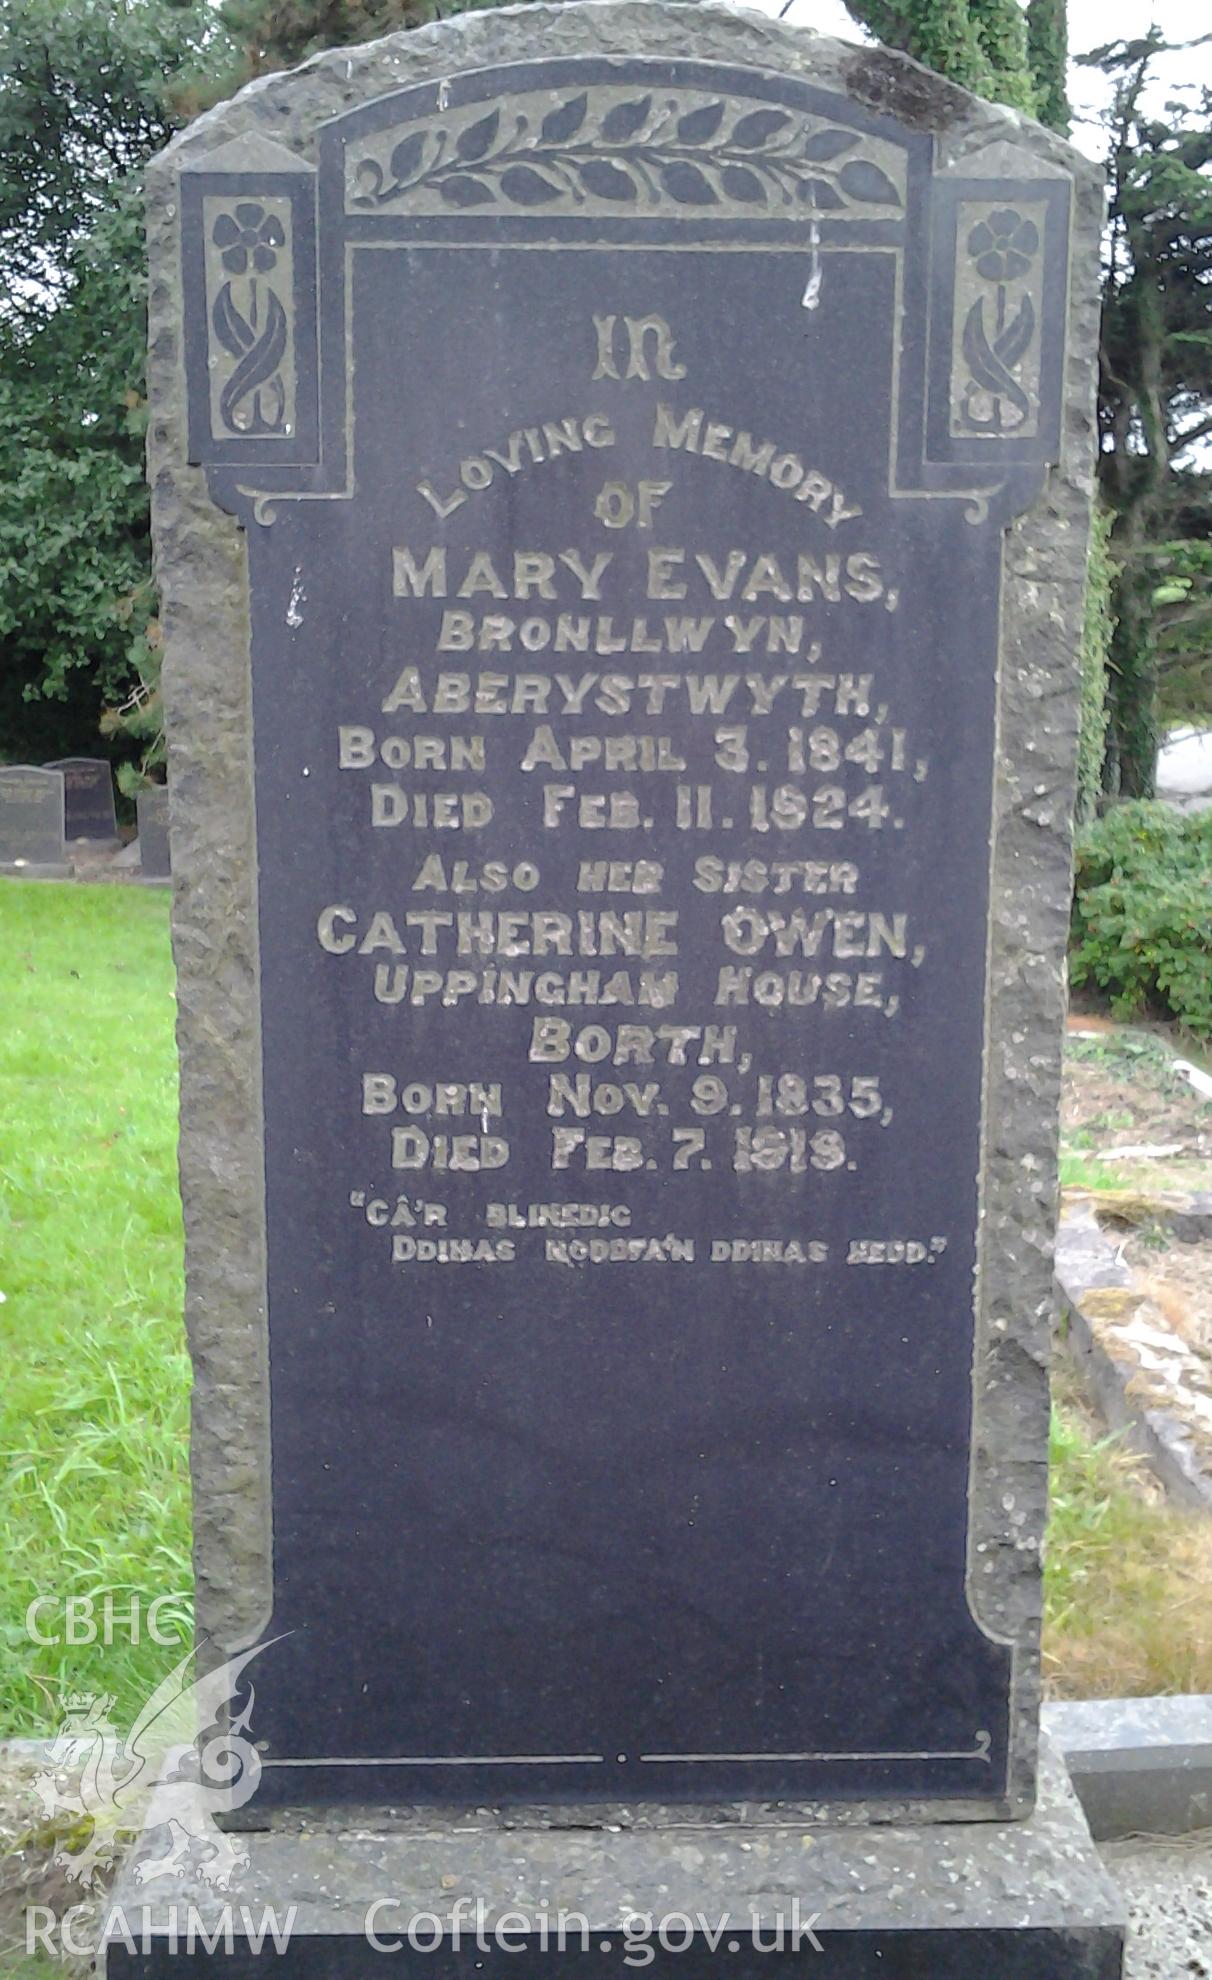 In
Loving Memory
of
Mary Evans,
Bronllwyn,
Aberystwyth,
Born April 3. 1841,
Died Feb. 11. 1924.
Also her Sister
Catherine Owen,
Uppingham House,
Borth,
Born Nov. 9. 1835,
Died Feb. 7. 1919.
"Câ'r blinedig
Ddinas noddfa'n ddinas hedd."
CBHC
RCAHMW Coflein.gov.uk